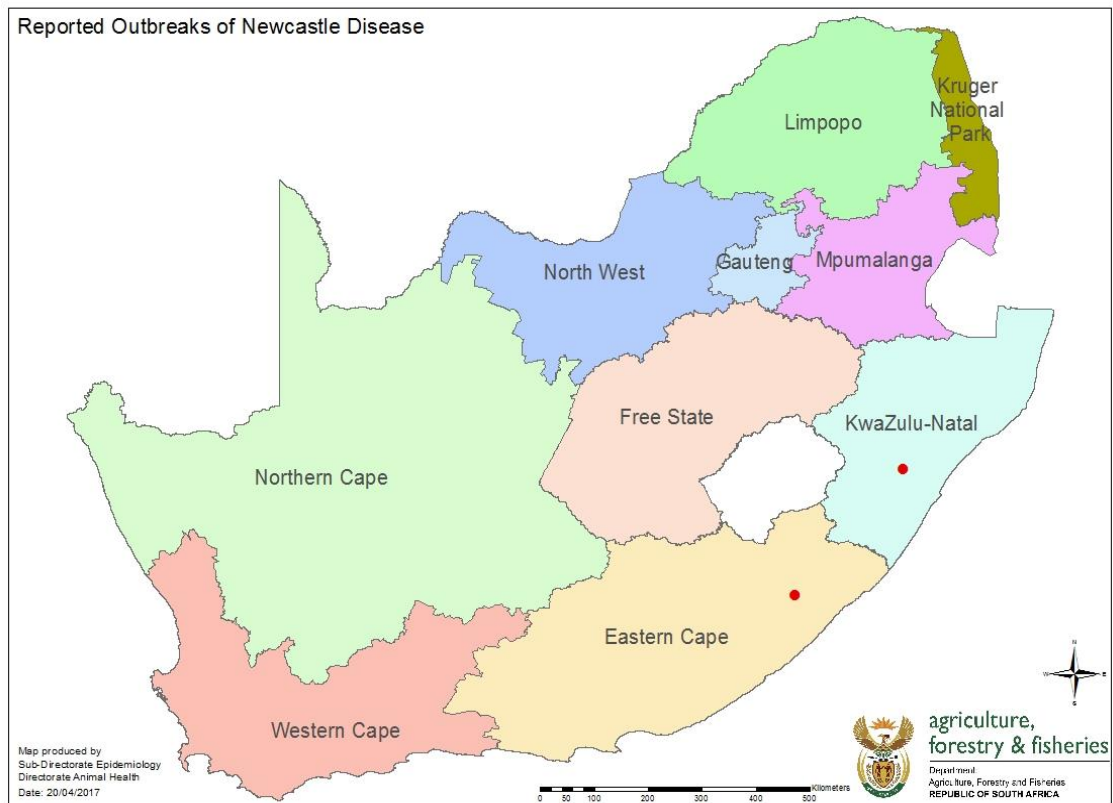 Reported Outbreaks of Newcastle Disease
Kruger
National
Park
Limpopo
North West
Gauteng
Mpumalanga
Free State
KwaZulu-Natal
Northern Cape
Eastern Cape
Western Cape
N
W
E
S
Map produced by
Sub-Directorate Epidemiology
Directorate Animal Health
Date: 20/04/2017
Kilometers
0 50 100 200 300 400 500
agriculture,
forestry & fisheries
Department:
Agriculture, Forestry and Fisheries
REPUBLIC OF SOUTH AFRICA